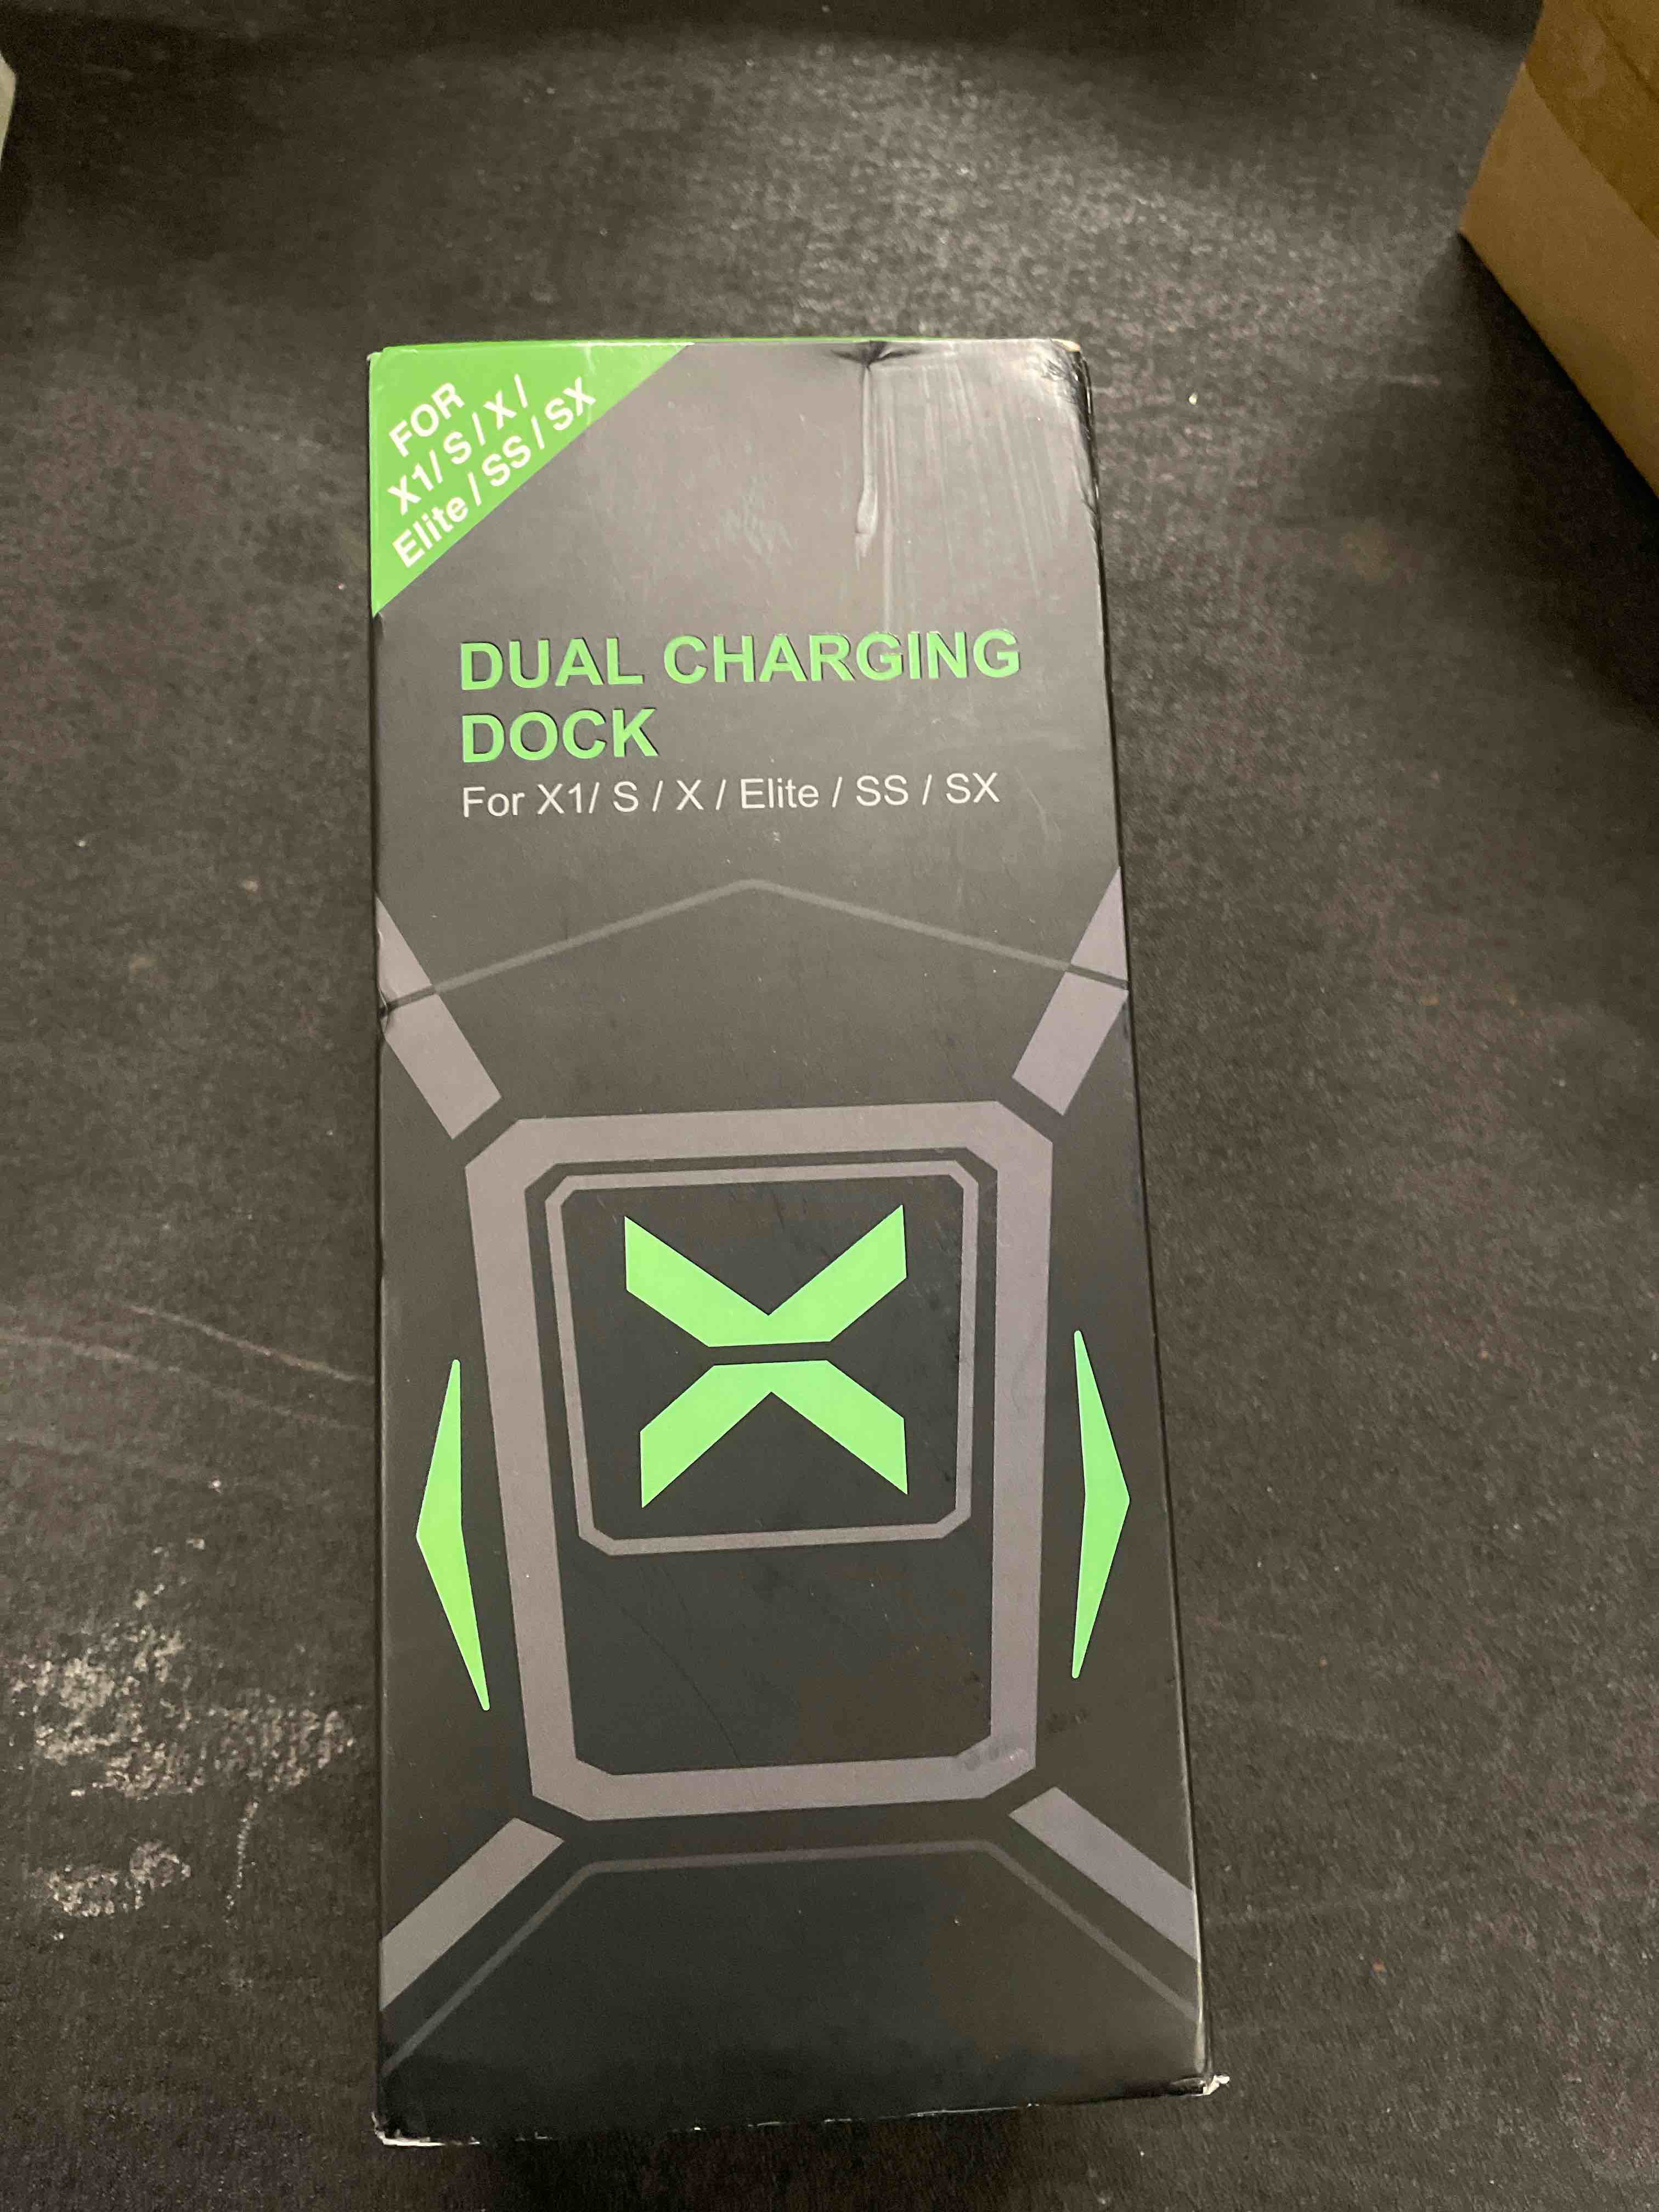 FOR
X1/ S / X /
Elite / SS / SX
DUAL CHARGING
DOCK
For X1/ S / X / Elite / SS / SX